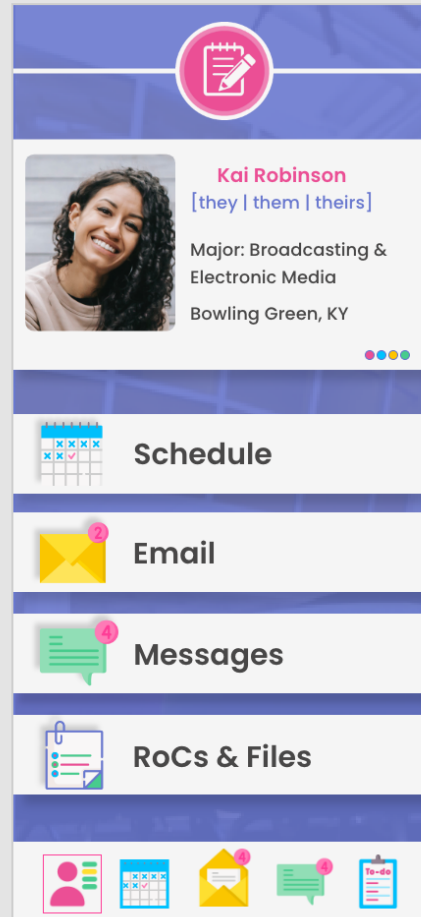 Kai Robinson
[they | them | theirs]
Major: Broadcasting &
Electronic Media
Bowling Green, KY
Schedule
2
Email
4
Messages
RoCs & Files
4
4
To-do